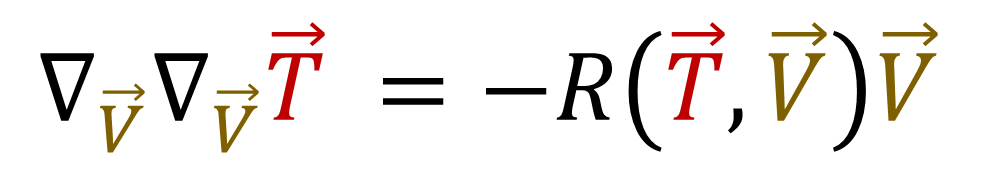 ∇_V⃗ ∇_V⃗ T⃗ = −R(T⃗, V⃗)V⃗